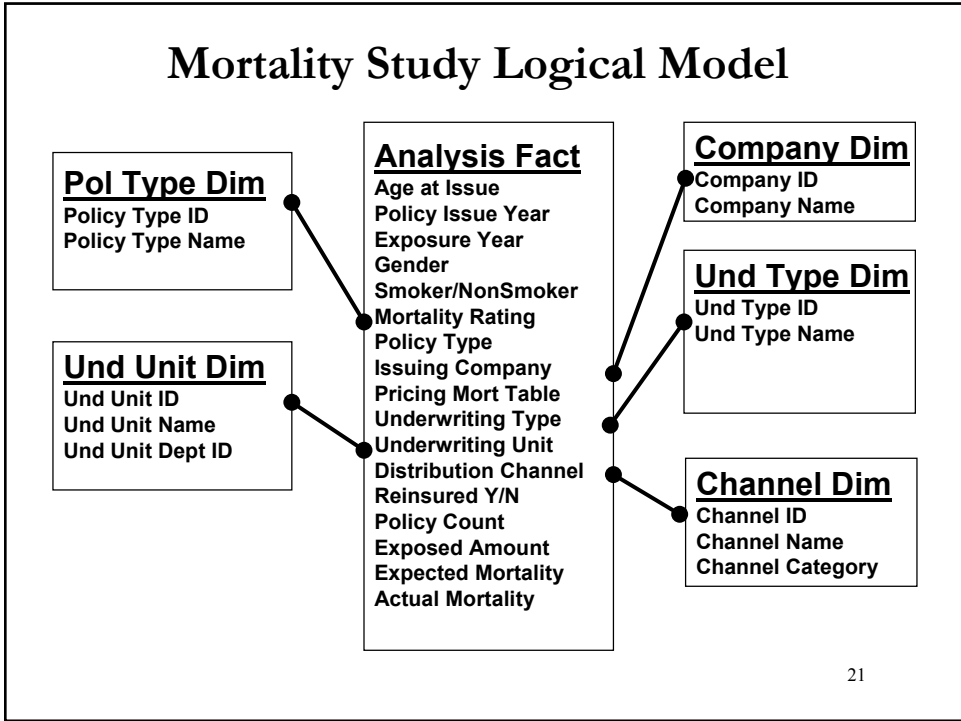 Mortality Study Logical Model
Pol Type Dim
Policy Type ID
Policy Type Name
Und Unit Dim
Und Unit ID
Und Unit Name
Und Unit Dept ID
Analysis Fact
Age at Issue
Policy Issue Year
Exposure Year
Gender
Smoker/NonSmoker
Mortality Rating
Policy Type
Issuing Company
Pricing Mort Table
Underwriting Type
Underwriting Unit
Distribution Channel
Reinsured Y/N
Policy Count
Exposed Amount
Expected Mortality
Actual Mortality
Company Dim
Company ID
Company Name
Und Type Dim
Und Type ID
Und Type Name
Channel Dim
Channel ID
Channel Name
Channel Category
21